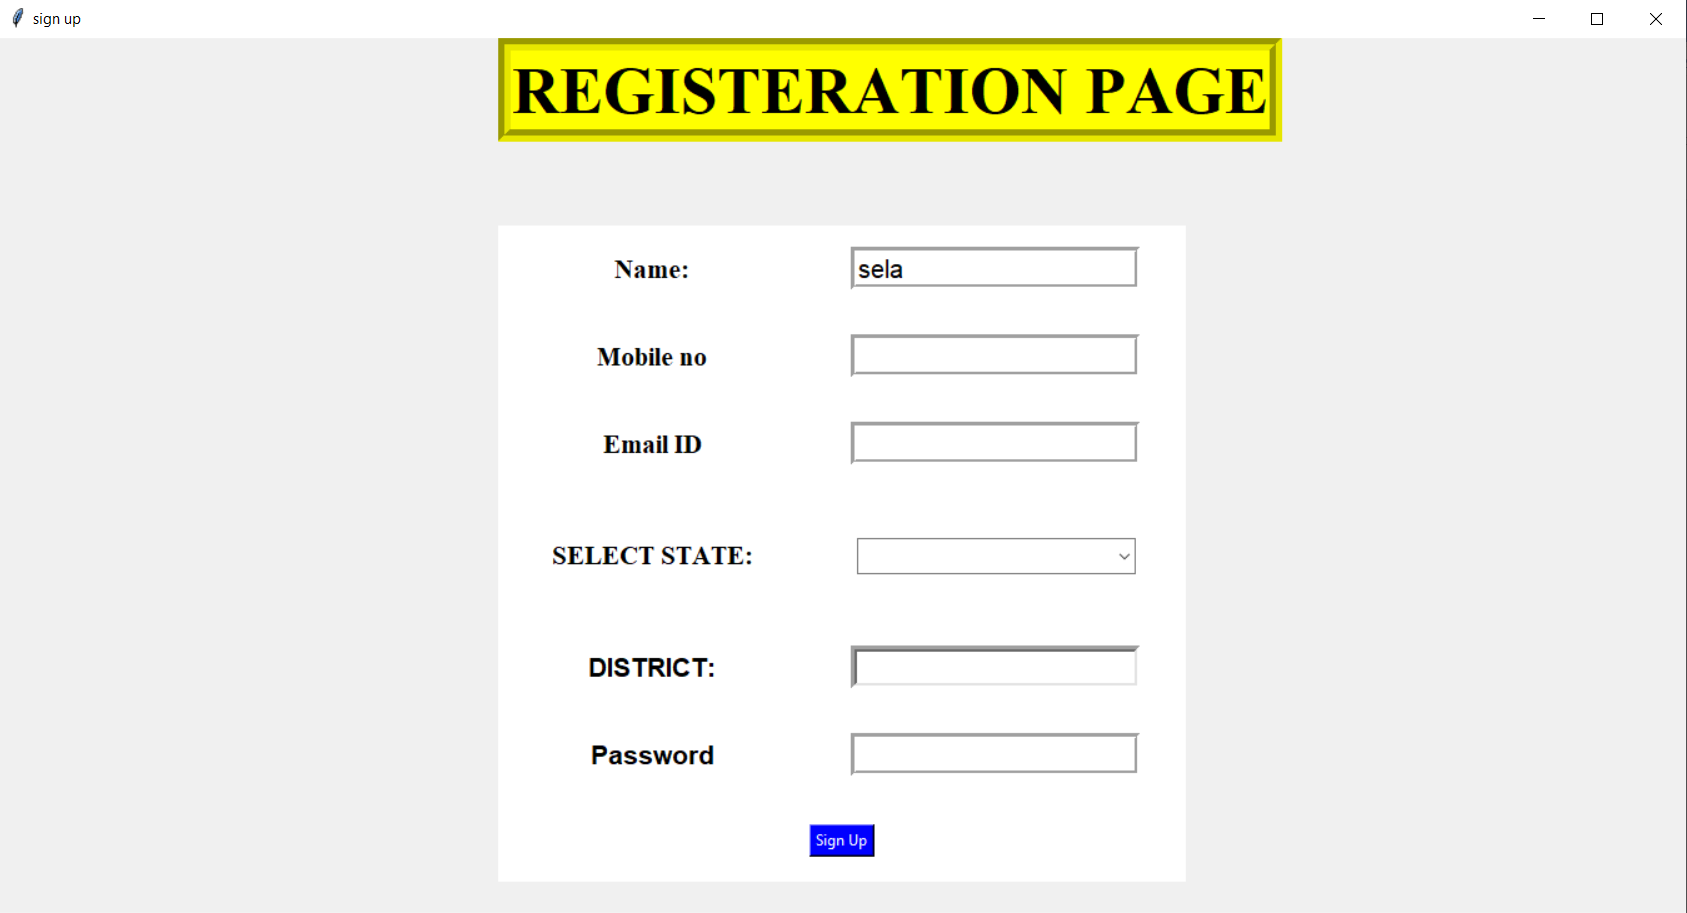 sign up
REGISTERATION PAGE
Name: sela
Mobile no
Email ID
SELECT STATE:
DISTRICT:
Password
Sign Up